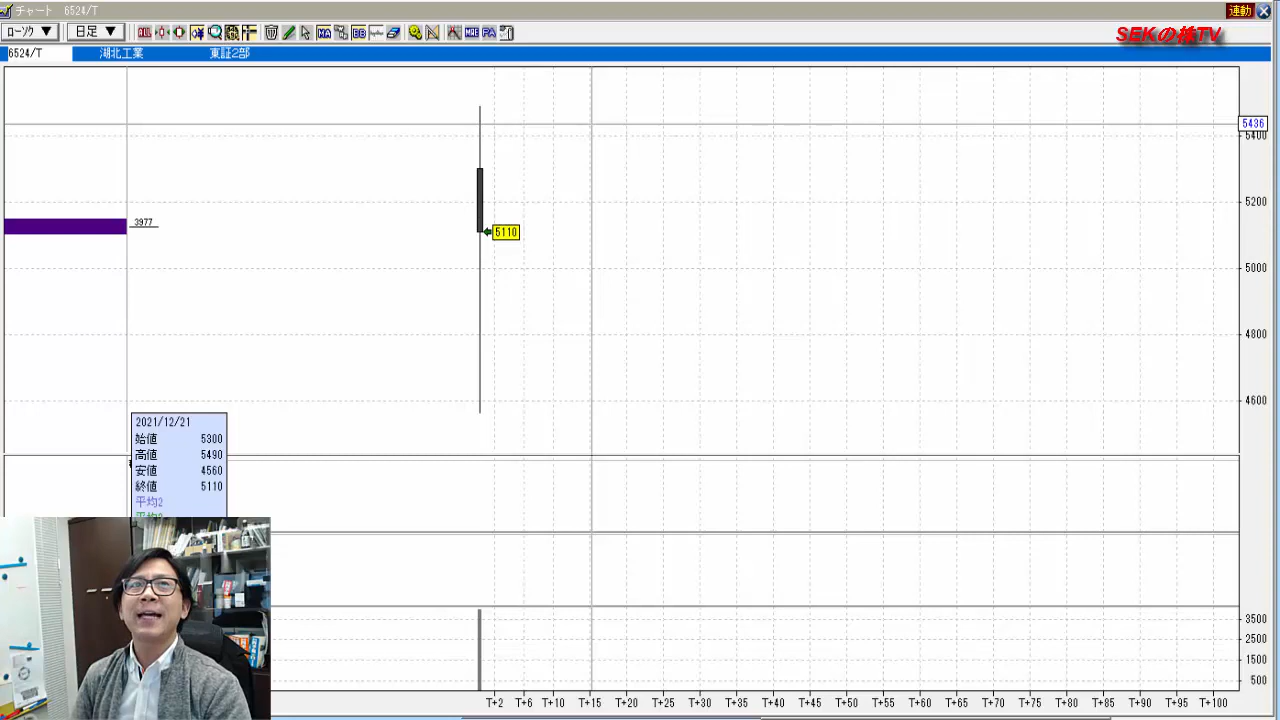 チャート 6524/T
連動
ローソク ▼ 日足 ▼
SEKの株TV
6524/T 湖北工業 東証2部
5436
5400
5200
3977
5110
5000
4800
4600
2021/12/21
始値 5300
高値 5490
安値 4560
終値 5110
平均2
3500
2500
1500
500
T+2 T+6 T+10 T+15 T+20 T+25 T+30 T+35 T+40 T+45 T+50 T+55 T+60 T+65 T+70 T+75 T+80 T+85 T+90 T+95 T+100